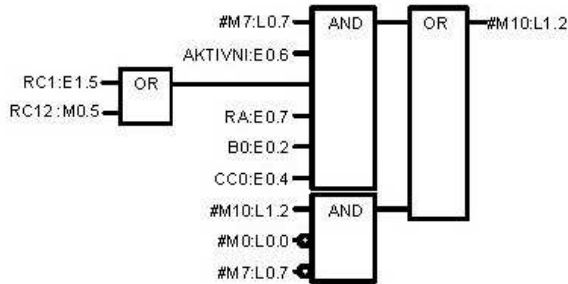 #M7:L0.7 AND OR #M10:L1.2
AKTIVNI:E0.6
RC1:E1.5 OR
RC12:M0.5
RA:E0.7
B0:E0.2
CC0:E0.4
#M10:L1.2 AND
#M0:L0.0
#M7:L0.7